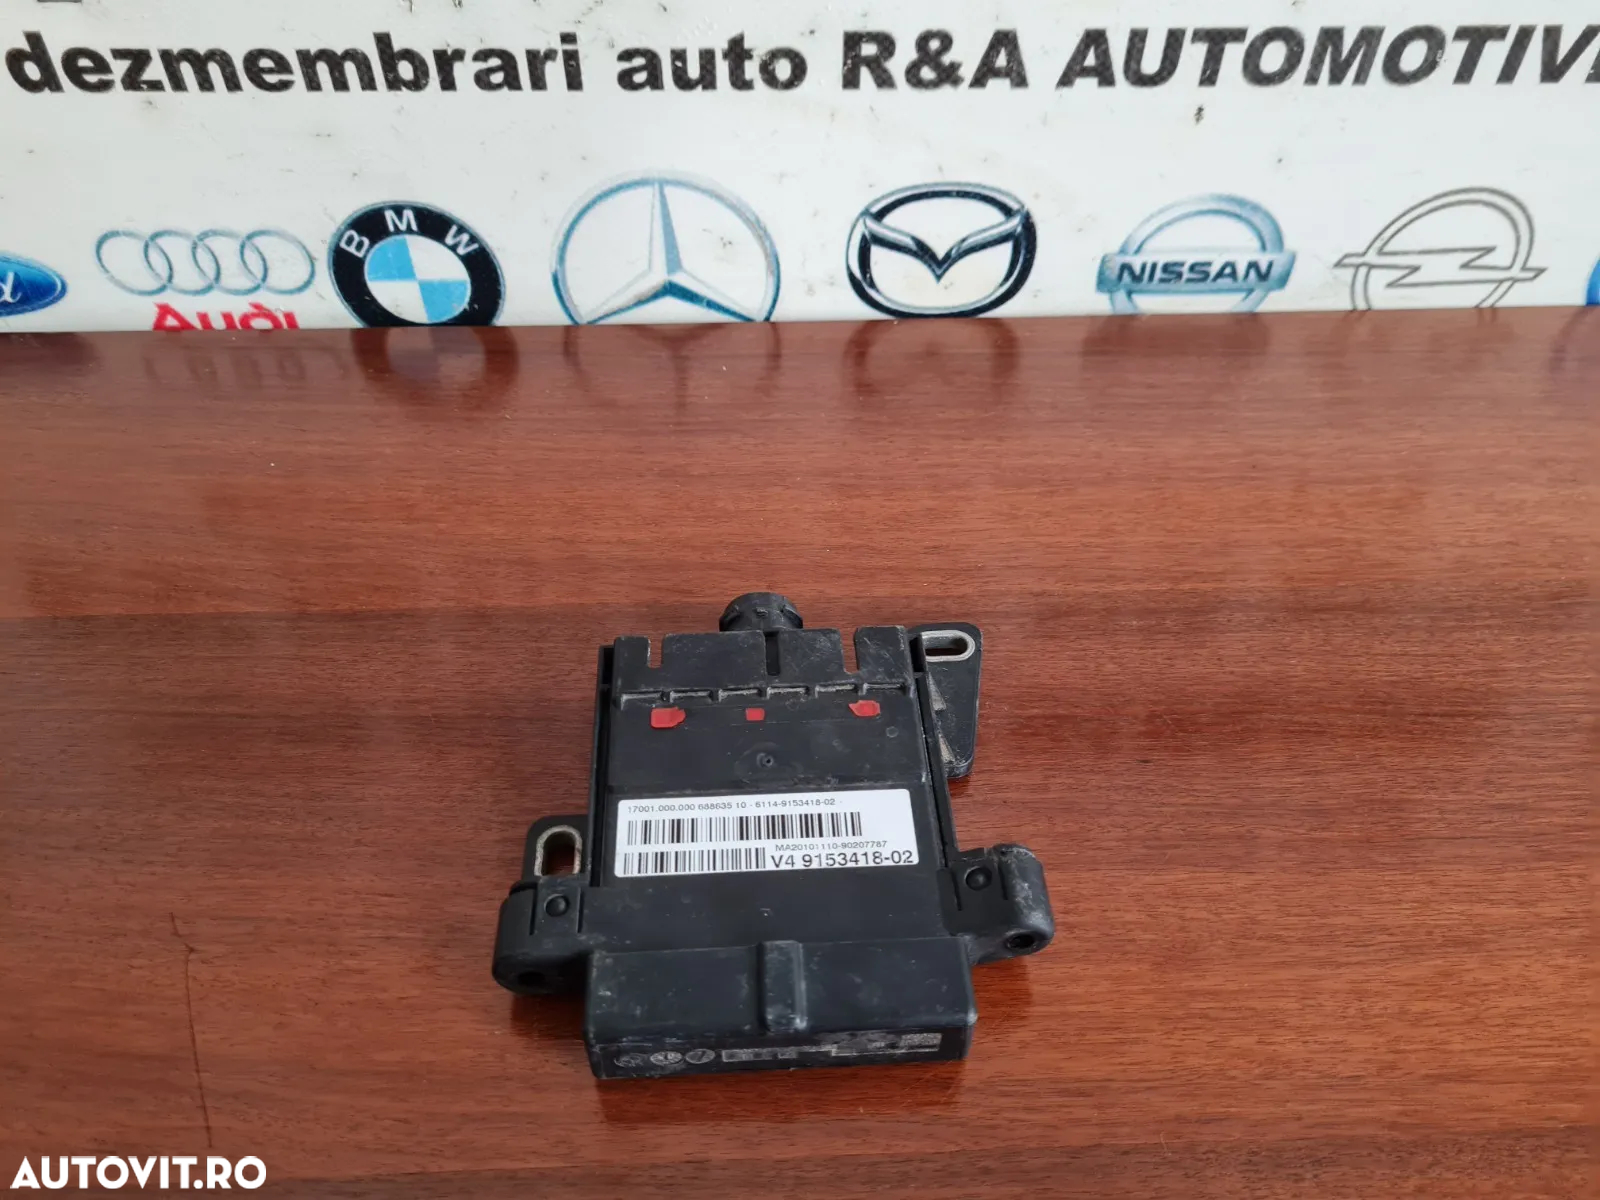 dezmembrari auto R&A AUTOMOTIV
BMW
NISSAN
Audi
17001.000.000 688635 10 - 6114-9153418-02 -
MA20101110-90207787
V4 9153418-02
AUTOVIT.RO